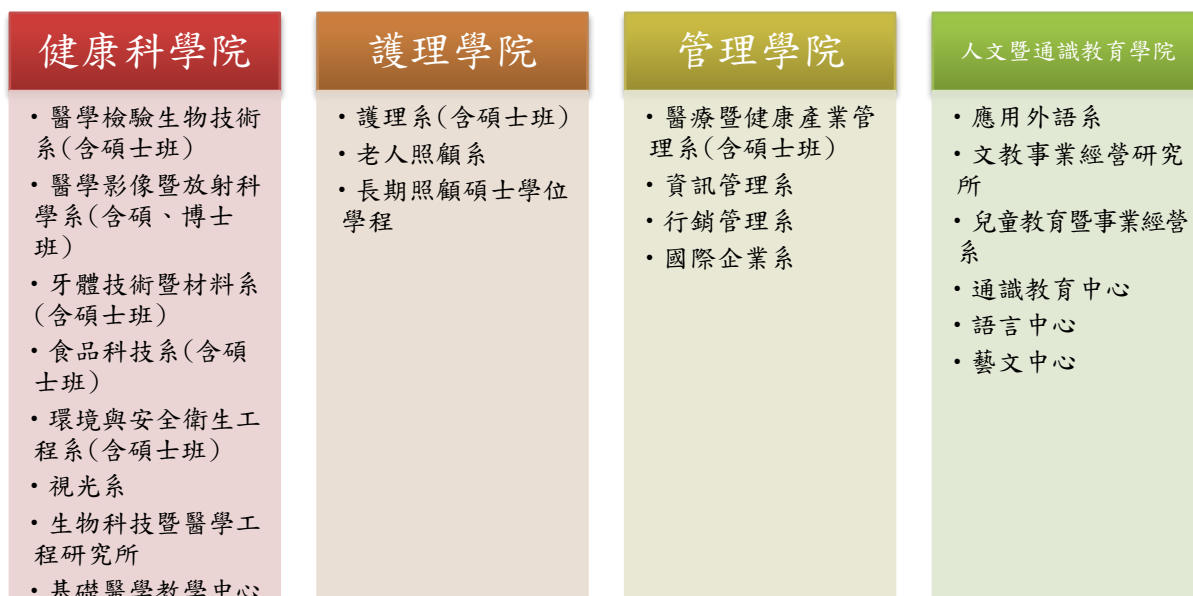 健康科學院
・醫學檢驗生物技術
系(含碩士班)
・醫學影像暨放射科
學系(含碩、博士
班)
・牙體技術暨材料系
(含碩士班)
・食品科技系(含碩
士班)
・環境與安全衛生工
程系(含碩士班)
・視光系
・生物科技暨醫學工
程研究所
・基礎醫學教學中心
護理學院
・護理系(含碩士班)
・老人照顧系
・長期照顧碩士學位
學程
管理學院
・醫療暨健康產業管
理系(含碩士班)
・資訊管理系
・行銷管理系
・國際企業系
人文暨通識教育學院
・應用外語系
・文教事業經營研究
所
・兒童教育暨事業經營
系
・通識教育中心
・語言中心
・藝文中心